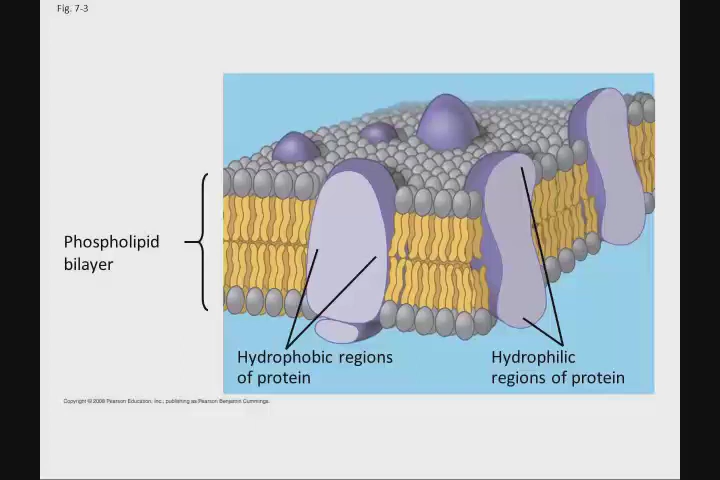 Fig. 7-3
Phospholipid
bilayer
Hydrophobic regions
of protein
Hydrophilic
regions of protein
Copyright © 2008 Pearson Education, Inc., publishing as Pearson Benjamin Cummings.